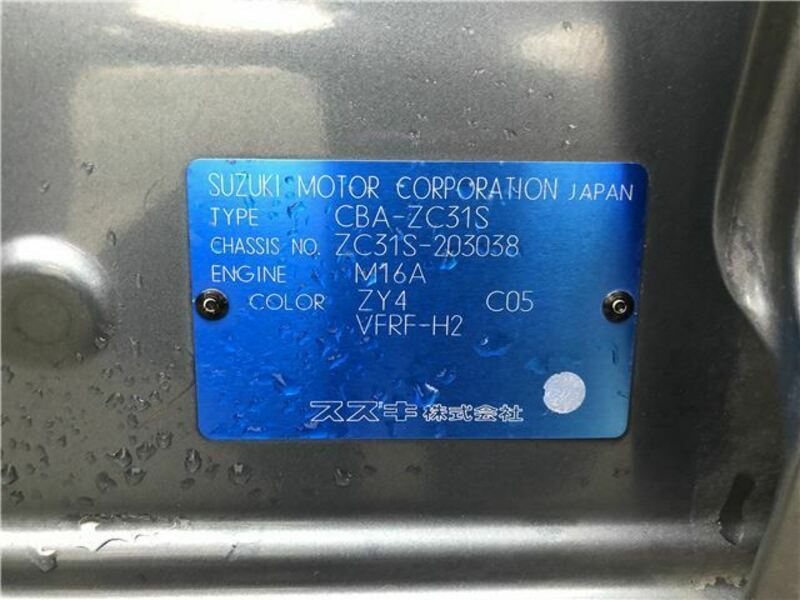 SUZUKI MOTOR CORPORATION JAPAN
TYPE CBA-ZC31S
CHASSIS NO. ZC31S-203038
ENGINE M16A
COLOR ZY4 C05
VFRF-H2
スズキ株式会社